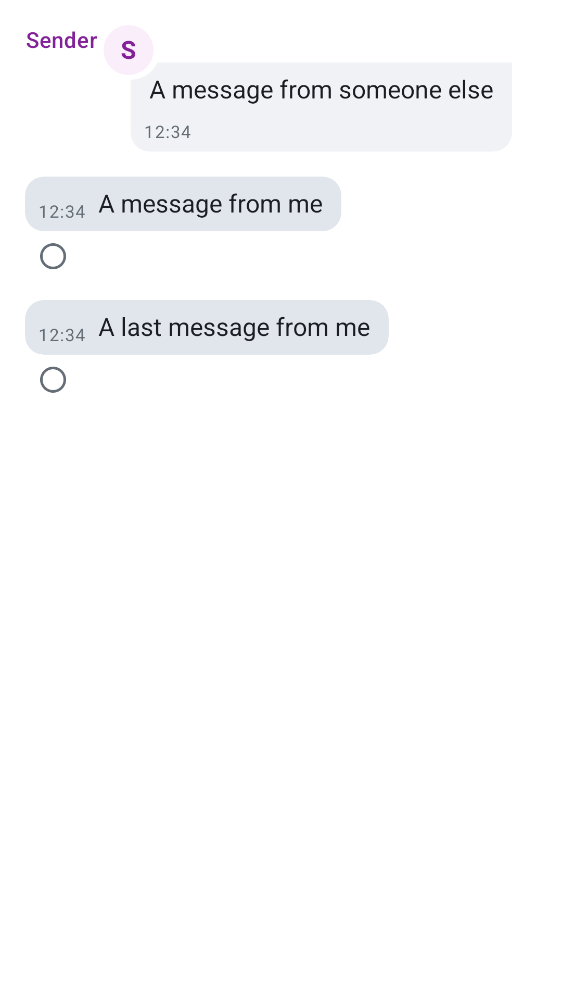 Sender
S
A message from someone else
12:34
12:34 A message from me
12:34 A last message from me